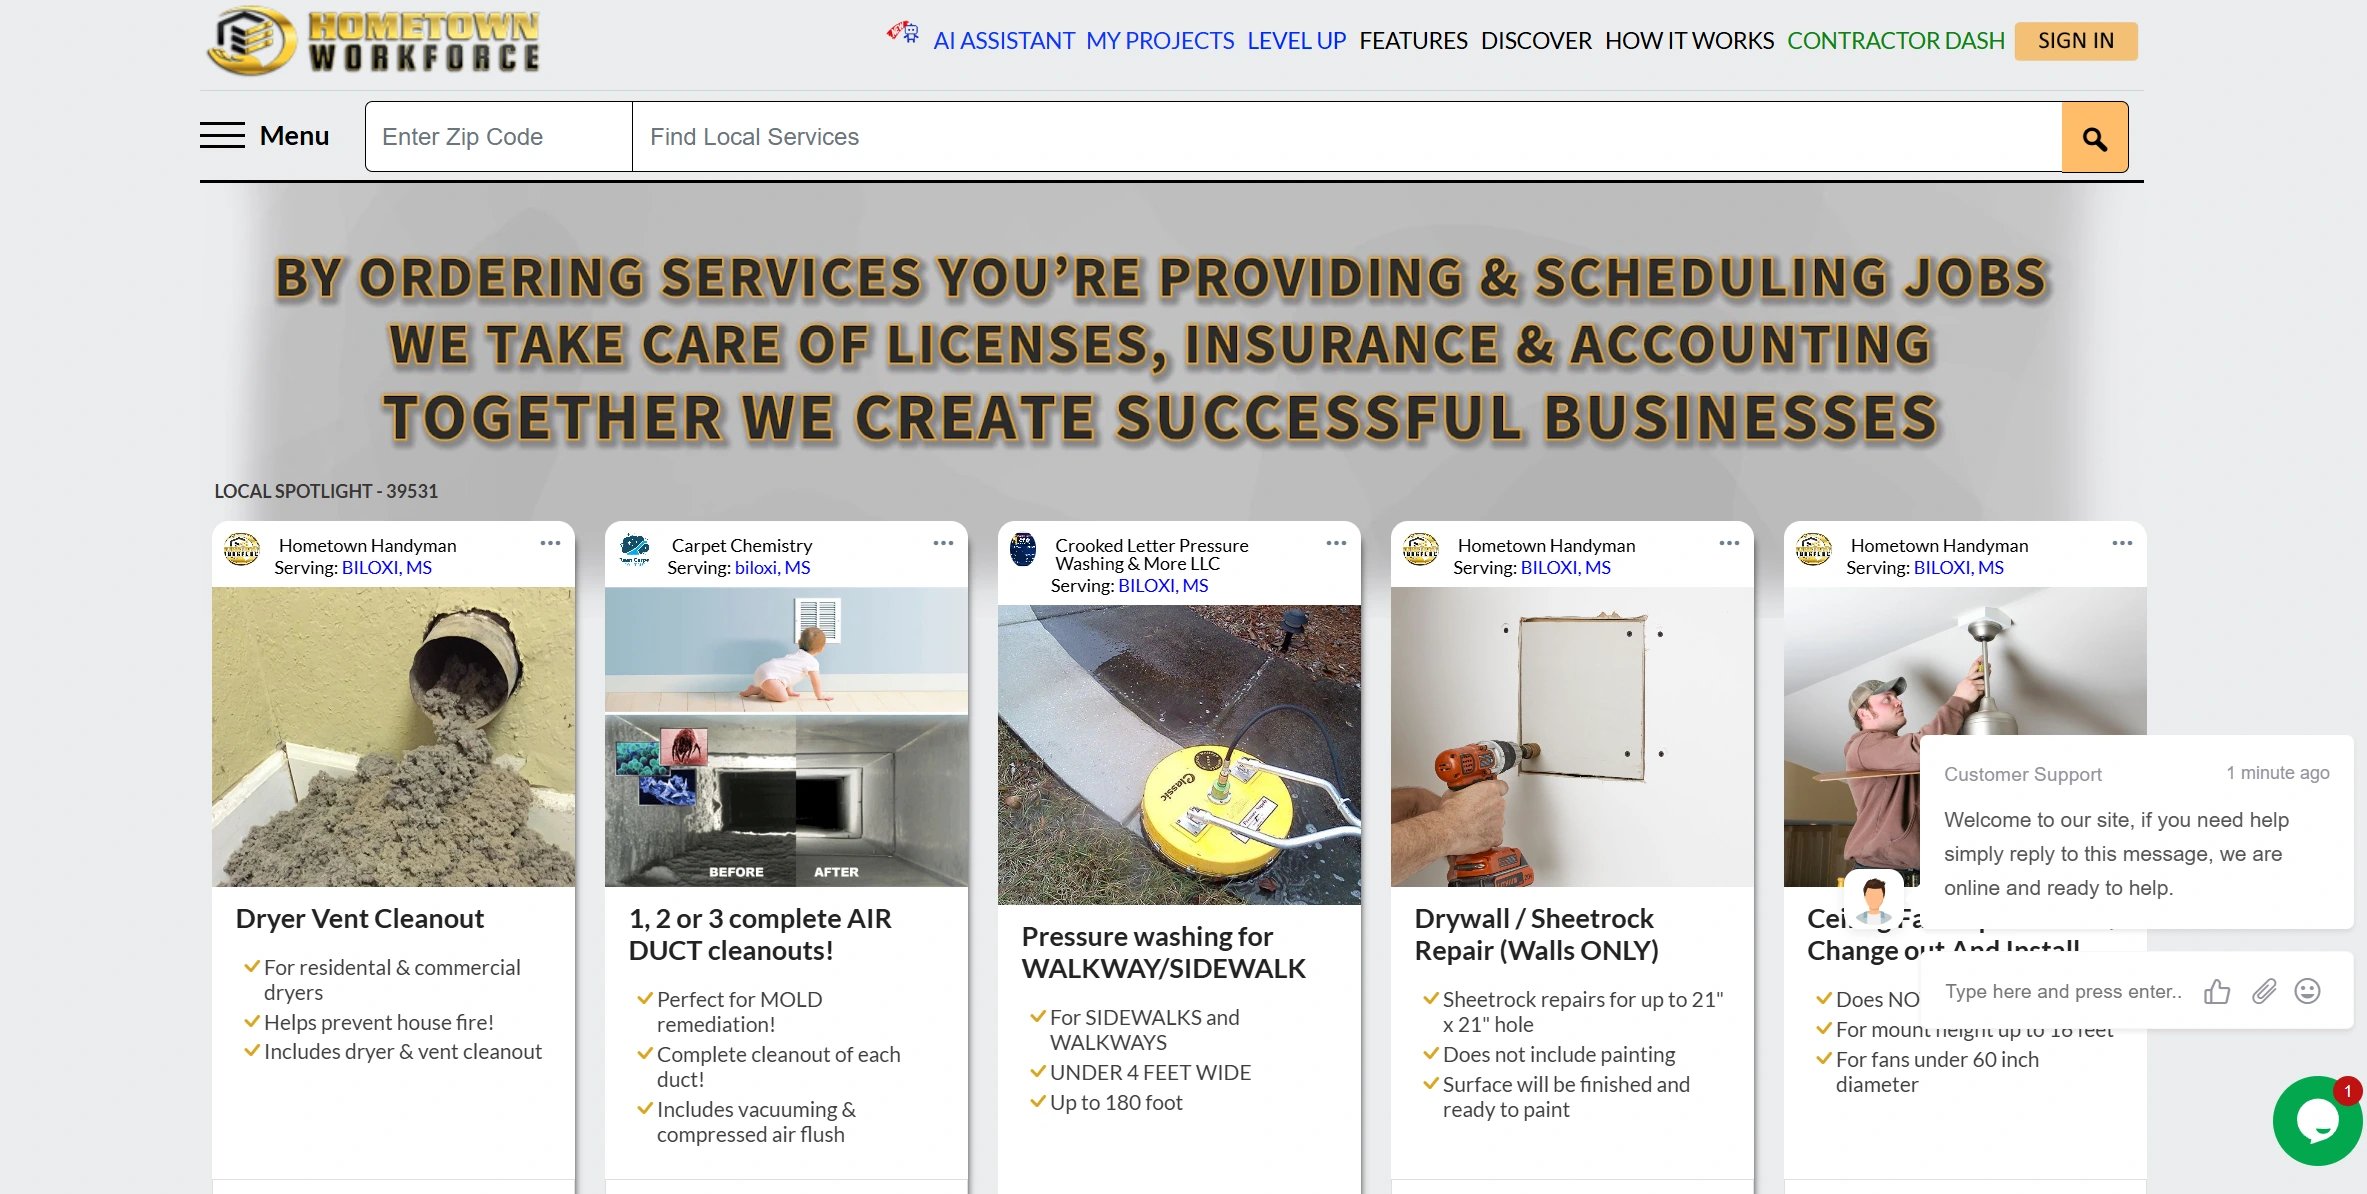 HOMETOWN
WORKFORCE
NEW
AI ASSISTANT MY PROJECTS LEVEL UP FEATURES DISCOVER HOW IT WORKS CONTRACTOR DASH SIGN IN
Menu
Enter Zip Code
Find Local Services
BY ORDERING SERVICES YOU’RE PROVIDING & SCHEDULING JOBS
WE TAKE CARE OF LICENSES, INSURANCE & ACCOUNTING
TOGETHER WE CREATE SUCCESSFUL BUSINESSES
LOCAL SPOTLIGHT - 39531
Hometown Handyman
Serving: BILOXI, MS
Dryer Vent Cleanout
For residential & commercial
dryers
Helps prevent house fire!
Includes dryer & vent cleanout
Carpet Chemistry
Serving: biloxi, MS
BEFORE
AFTER
1, 2 or 3 complete AIR
DUCT cleanouts!
Perfect for MOLD
remediation!
Complete cleanout of each
duct!
Includes vacuuming &
compressed air flush
Crooked Letter Pressure
Washing & More LLC
Serving: BILOXI, MS
Classic
Pressure washing for
WALKWAY/SIDEWALK
For SIDEWALKS and
WALKWAYS
UNDER 4 FEET WIDE
Up to 180 foot
Hometown Handyman
Serving: BILOXI, MS
Drywall / Sheetrock
Repair (Walls ONLY)
Sheetrock repairs for up to 21"
x 21" hole
Does not include painting
Surface will be finished and
ready to paint
Hometown Handyman
Serving: BILOXI, MS
Change out And Install
Does
For mount height up to 16 feet
For fans under 60 inch
diameter
Customer Support
1 minute ago
Welcome to our site, if you need help
simply reply to this message, we are
online and ready to help.
Type here and press enter..
1